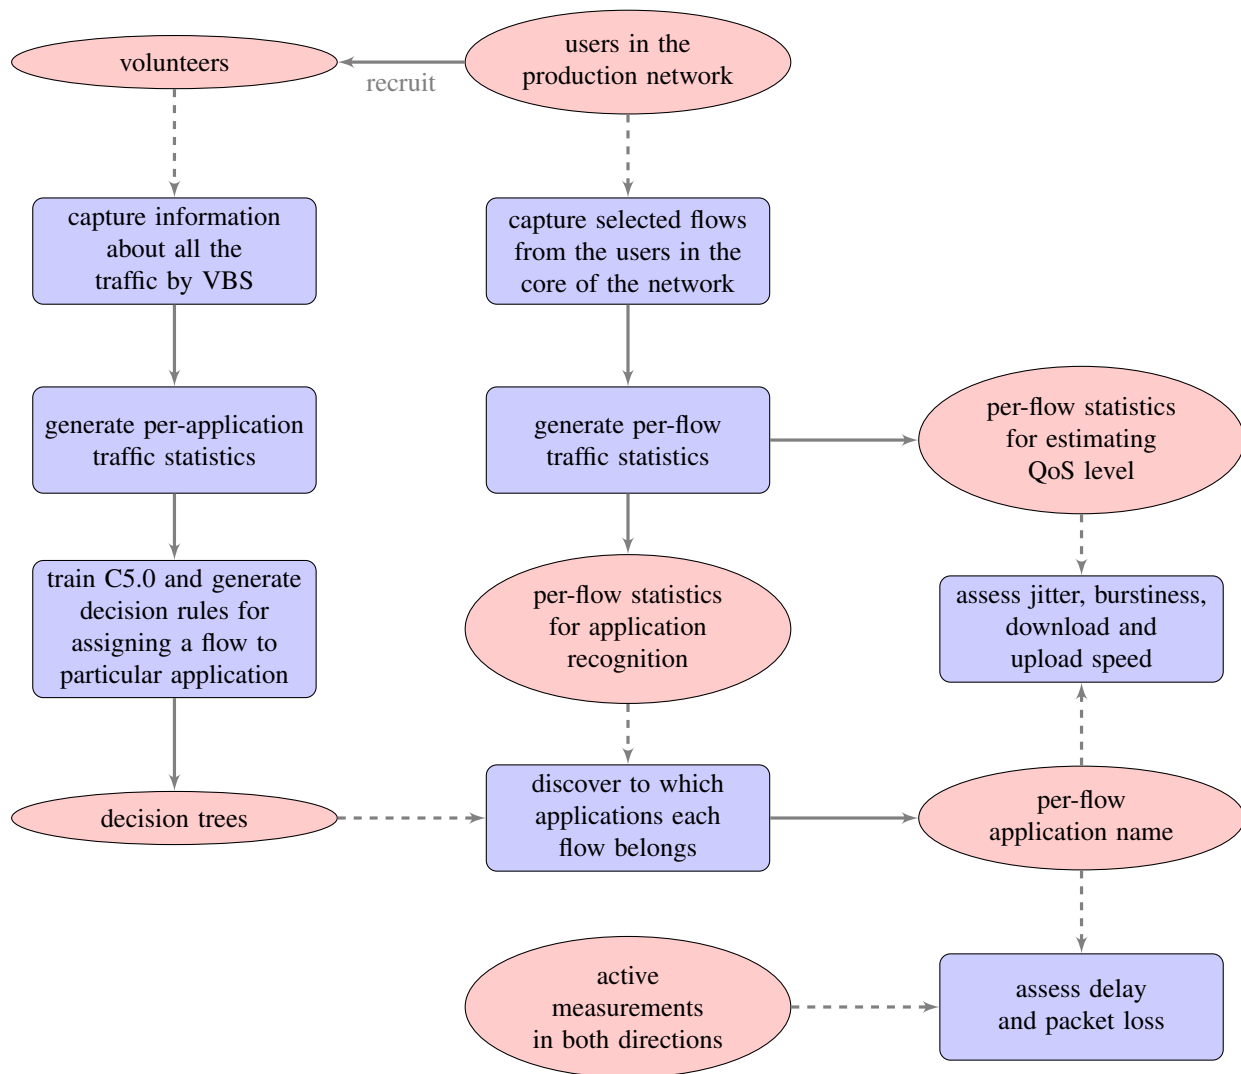 volunteers
recruit
users in the
production network
capture information
about all the
traffic by VBS
capture selected flows
from the users in the
core of the network
generate per-application
traffic statistics
generate per-flow
traffic statistics
per-flow statistics
for estimating
QoS level
train C5.0 and generate
decision rules for
assigning a flow to
particular application
per-flow statistics
for application
recognition
assess jitter, burstiness,
download and
upload speed
decision trees
discover to which
applications each
flow belongs
per-flow
application name
active
measurements
in both directions
assess delay
and packet loss